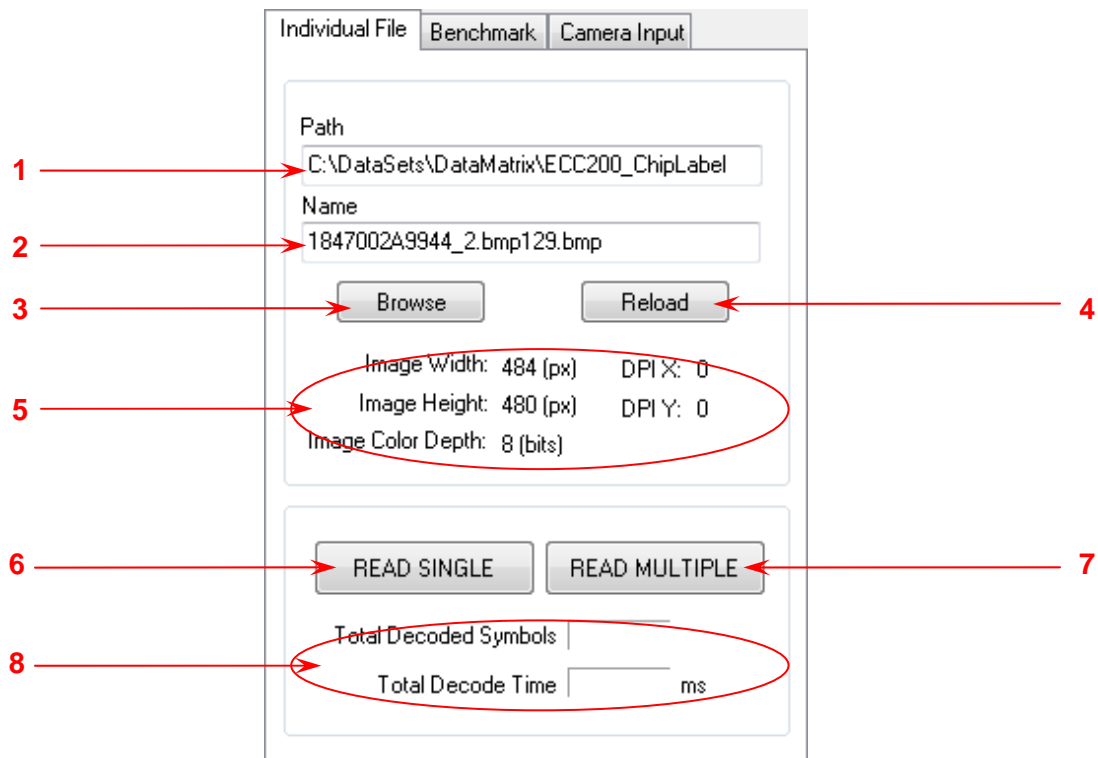 Individual File Benchmark Camera Input
Path
1 C:\DataSets\DataMatrix\ECC200_ChipLabel
Name
2 1847002A9944_2.bmp129.bmp
3 Browse Reload 4
Image Width: 484 (px) DPI X: 0
5 Image Height: 480 (px) DPI Y: 0
Image Color Depth: 8 (bits)
6 READ SINGLE READ MULTIPLE 7
Total Decoded Symbols
8
Total Decode Time ms